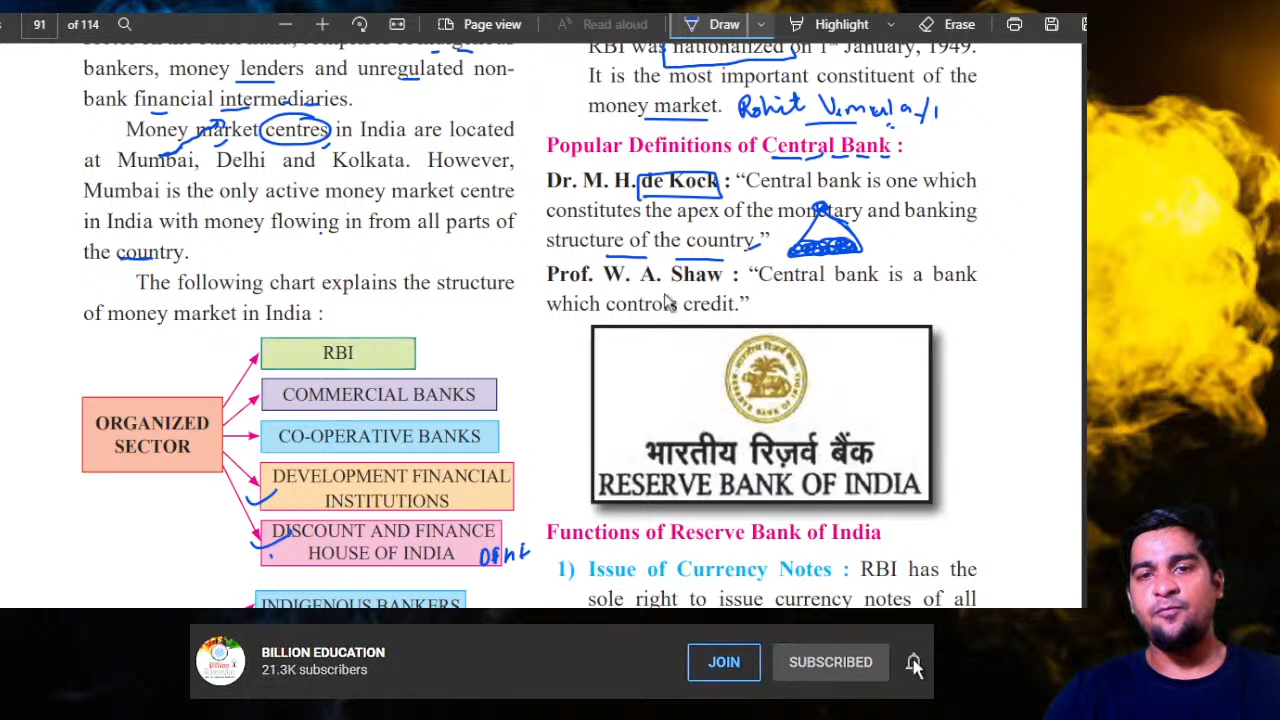 91 of 114
Page view
Read aloud
Draw
Highlight
Erase
bankers, money lenders and unregulated non-
bank financial intermediaries.
Money market centres in India are located
at Mumbai, Delhi and Kolkata. However,
Mumbai is the only active money market centre
in India with money flowing in from all parts of
the country.
The following chart explains the structure
of money market in India :
ORGANIZED
SECTOR
RBI
COMMERCIAL BANKS
CO-OPERATIVE BANKS
DEVELOPMENT FINANCIAL
INSTITUTIONS
DISCOUNT AND FINANCE
HOUSE OF INDIA
INDIGENOUS BANKERS
RBI was nationalized on 1st January, 1949.
It is the most important constituent of the
money market. Rohit Vemula
Popular Definitions of Central Bank :
Dr. M. H. de Kock : “Central bank is one which
constitutes the apex of the monetary and banking
structure of the country.”
Prof. W. A. Shaw : “Central bank is a bank
which controls credit.”
भारतीय रिज़र्व बैंक
RESERVE BANK OF INDIA
Functions of Reserve Bank of India
1) Issue of Currency Notes : RBI has the
sole right to issue currency notes of all
BILLION EDUCATION
21.3K subscribers
JOIN
SUBSCRIBED